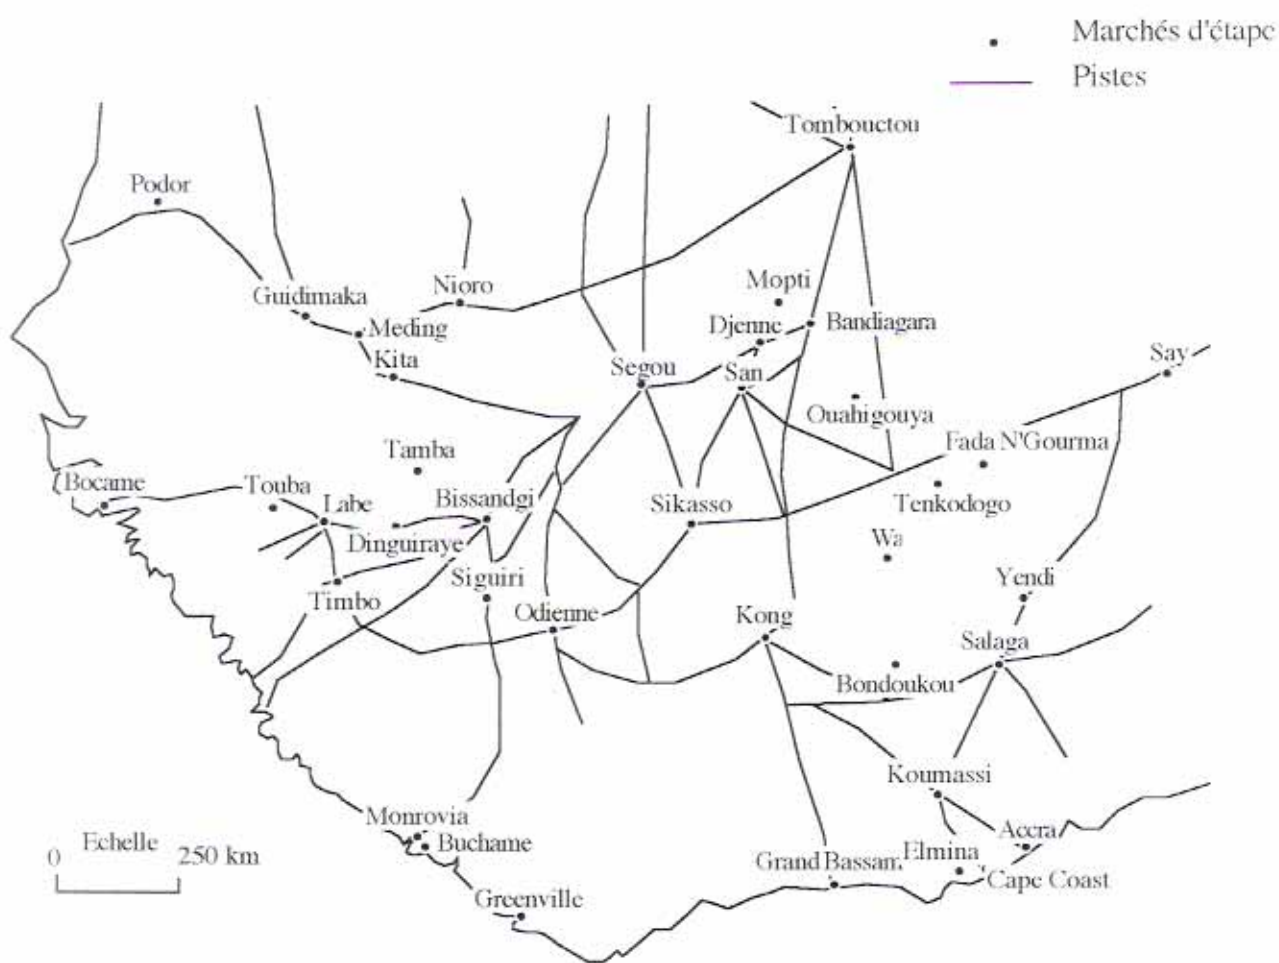 Marchés d'étape
Pistes
Tombouctou
Podor
Nioro
Mopti
Guidimaka
Meding
Djenne
Bandiagara
Kita
Segou
San
Say
Ouahigouya
Fada N'Gourma
Tamba
Bocame
Touba
Labe
Bissandgi
Sikasso
Tenkodogo
Dinguiraye
Wa
Siguiri
Timbo
Yendi
Odienne
Kong
Salaga
Bondoukou
Koumassi
Monrovia
Buchame
Accra
Echelle
0 250 km
Grand Bassam
Elmina
Cape Coast
Greenville